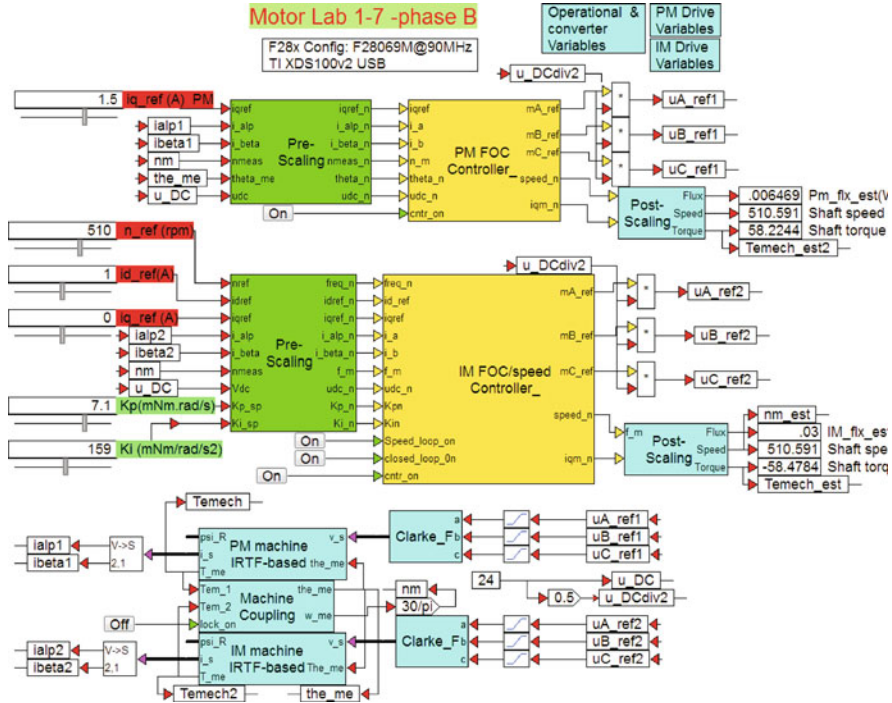 Motor Lab 1-7 -phase B
Operational & converter Variables
PM Drive Variables
IM Drive Variables
F28x Config: F28069M@90MHz
TI XDS100v2 USB
u_DCdiv2
1.5 iq_ref (A) PM
ialp1
ibeta1
nm
the_me
u_DC
iqref iqref_n
i_alp i_alp_n
i_beta i_beta_n
nmeas nmeas_n
theta_me theta_n
udc udc_n
Pre-Scaling
On
iqref mA_ref
i_a
i_b mB_ref
n_m mC_ref
theta_n speed_n
udc_n
cntr_on iqm_n
PM FOC Controller_
*
*
*
uA_ref1
uB_ref1
uC_ref1
Post-Scaling
Flux
Speed
Torque
.006469 Pm_flx_est(
510.591 Shaft speed
58.2244 Shaft torque
Temech_est2
510 n_ref (rpm)
1 id_ref(A)
0 iq_ref (A)
ialp2
ibeta2
nm
u_DC
7.1 Kp(mNm.rad/s)
159 KI (mNm/rad/s2)
nref freq_n
idref idref_n
iqref iqref_n
i_alp i_alp_n
i_beta i_beta_n
nmeas f_m
Vdc udc_n
Kp_sp Kp_n
Ki_sp Ki_n
Pre-Scaling
On
On
On
u_DCdiv2
freq_n
id_ref
iqref
i_a
i_b
f_m
udc_n
Kpn
Kin
Speed_loop_on
closed_loop_0n
cntr_on
mA_ref
mB_ref
mC_ref
speed_n
iqm_n
IM FOC/speed Controller_
*
*
*
uA_ref2
uB_ref2
uC_ref2
f_m
Post-Scaling
Flux
Speed
Torque
nm_est
.03 IM_flx_est
510.591 Shaft spe
-58.4784 Shaft torq
Temech_est
Temech
ialp1
ibeta1
V->S
2,1
psi_R v_s
i_s
T_me the_me
PM machine IRTF-based
Tem_1 the_me
Tem_2
lock_on w_me
Machine Coupling
Off
nm
30/pi
Clarke_F
a
b
c
uA_ref1
uB_ref1
uC_ref1
24
u_DC
0.5
u_DCdiv2
ialp2
ibeta2
V->S
2,1
psi_R v_s
i_s
T_me The_me
IM machine IRTF-based
Clarke_F
a
b
c
uA_ref2
uB_ref2
uC_ref2
Temech2
the_me